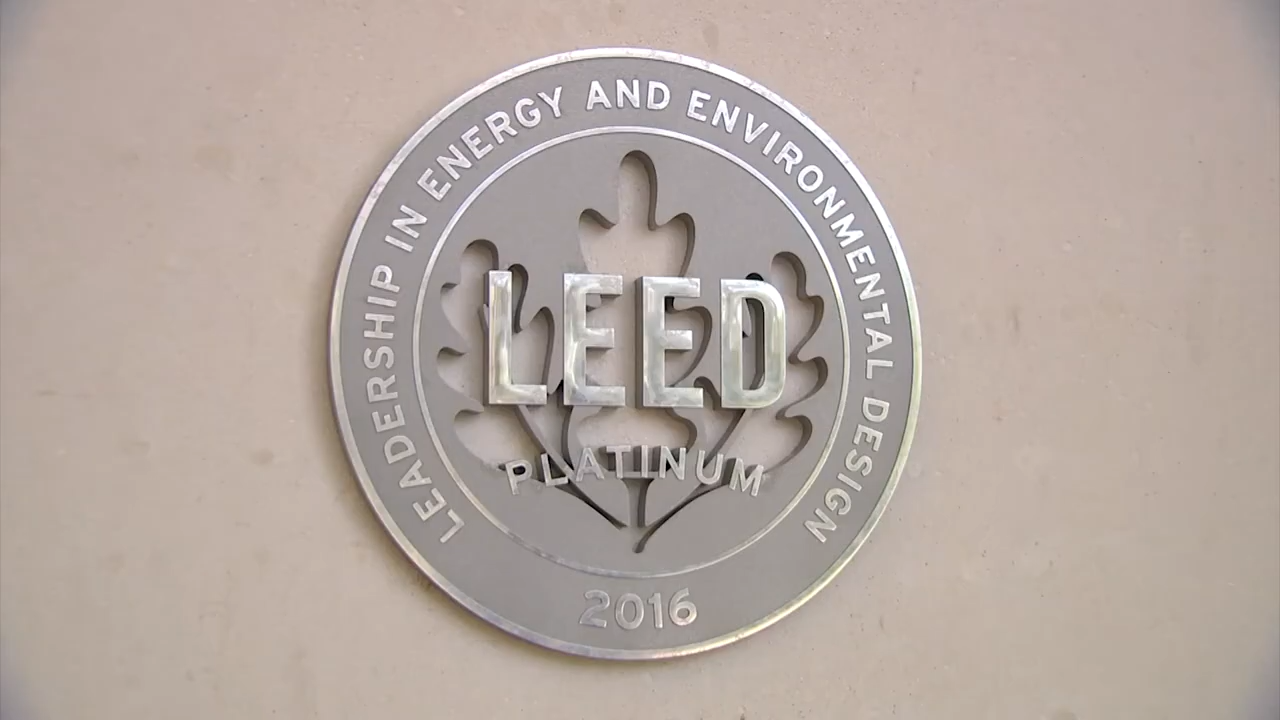 LEADERSHIP IN ENERGY AND ENVIRONMENTAL DESIGN
LEED
PLATINUM
2016